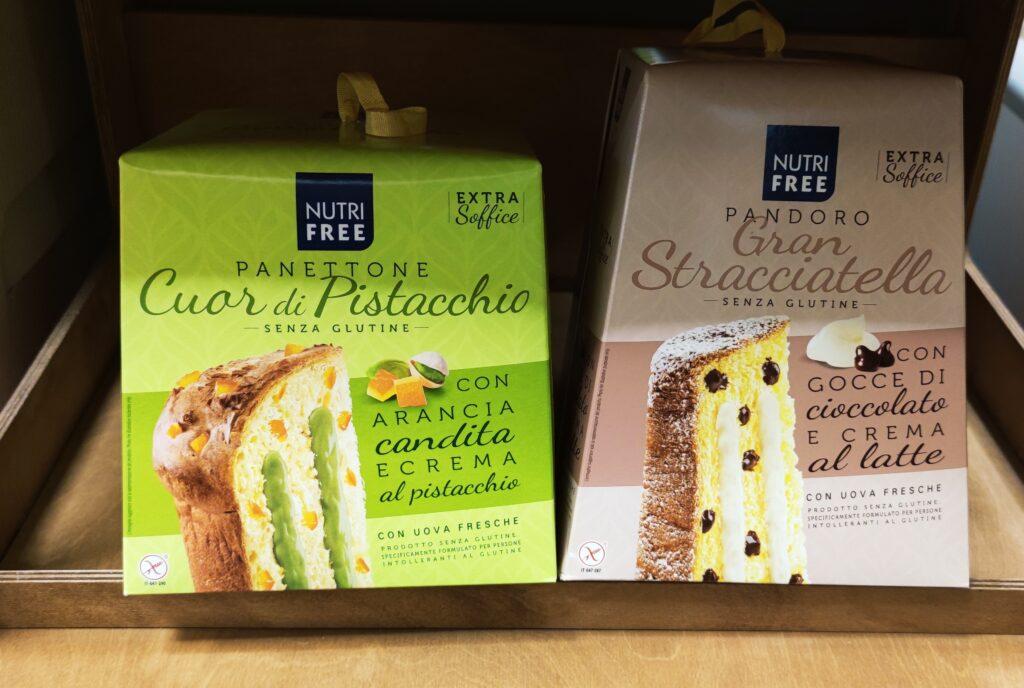 NUTRI
FREE
EXTRA
Soffice
PANETTONE
Cuor di Pistacchio
SENZA GLUTINE
CON
ARANCIA
candita
E CREMA
al pistacchio
CON UOVA FRESCHE
PRODOTTO SENZA GLUTINE
SPECIFICAMENTE FORMULATO PER PERSONE
INTOLLERANTI AL GLUTINE
NUTRI
FREE
EXTRA
Soffice
PANDORO
Gran
Stracciatella
SENZA GLUTINE
CON
GOCCE DI
cioccolato
E CREMA
al latte
CON UOVA FRESCHE
PRODOTTO SENZA GLUTINE,
SPECIFICAMENTE FORMULATO PER PERSONE
INTOLLERANTI AL GLUTINE